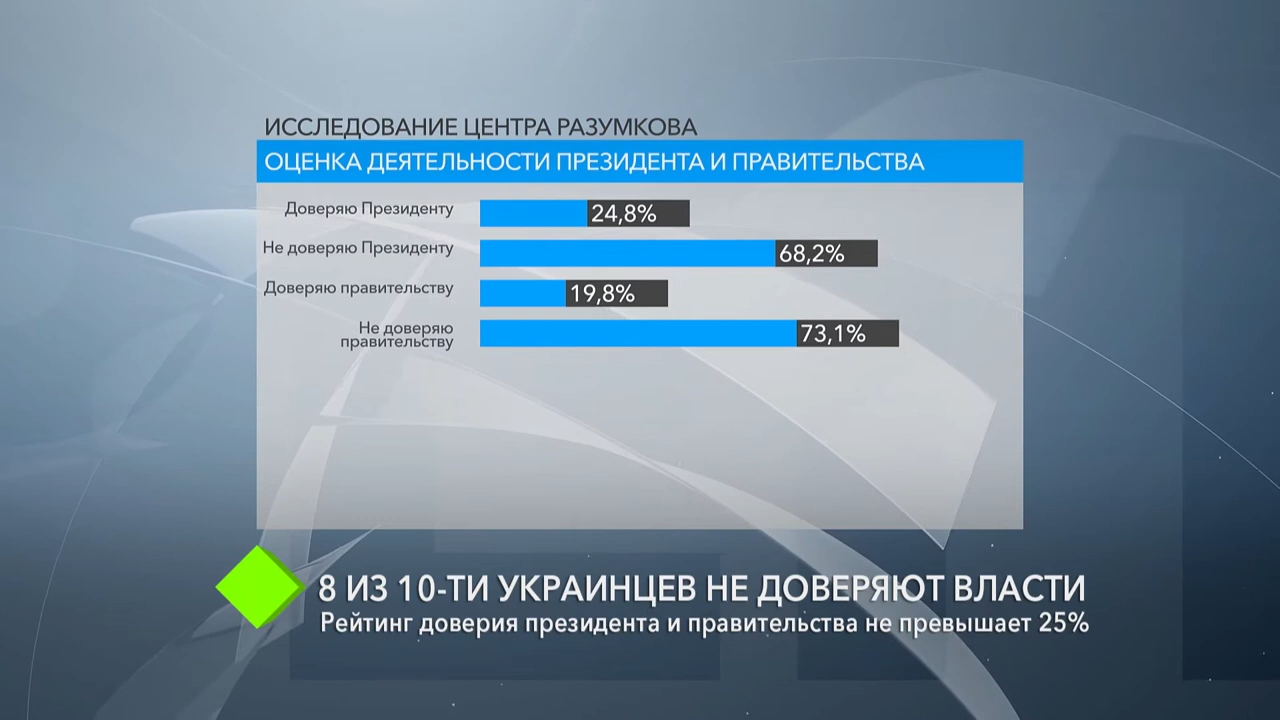 ИССЛЕДОВАНИЕ ЦЕНТРА РАЗУМКОВА
ОЦЕНКА ДЕЯТЕЛЬНОСТИ ПРЕЗИДЕНТА И ПРАВИТЕЛЬСТВА
Доверяю Президенту 24,8%
Не доверяю Президенту 68,2%
Доверяю правительству 19,8%
Не доверяю
правительству 73,1%
8 ИЗ 10-ТИ УКРАИНЦЕВ НЕ ДОВЕРЯЮТ ВЛАСТИ
Рейтинг доверия президента и правительства не превышает 25%